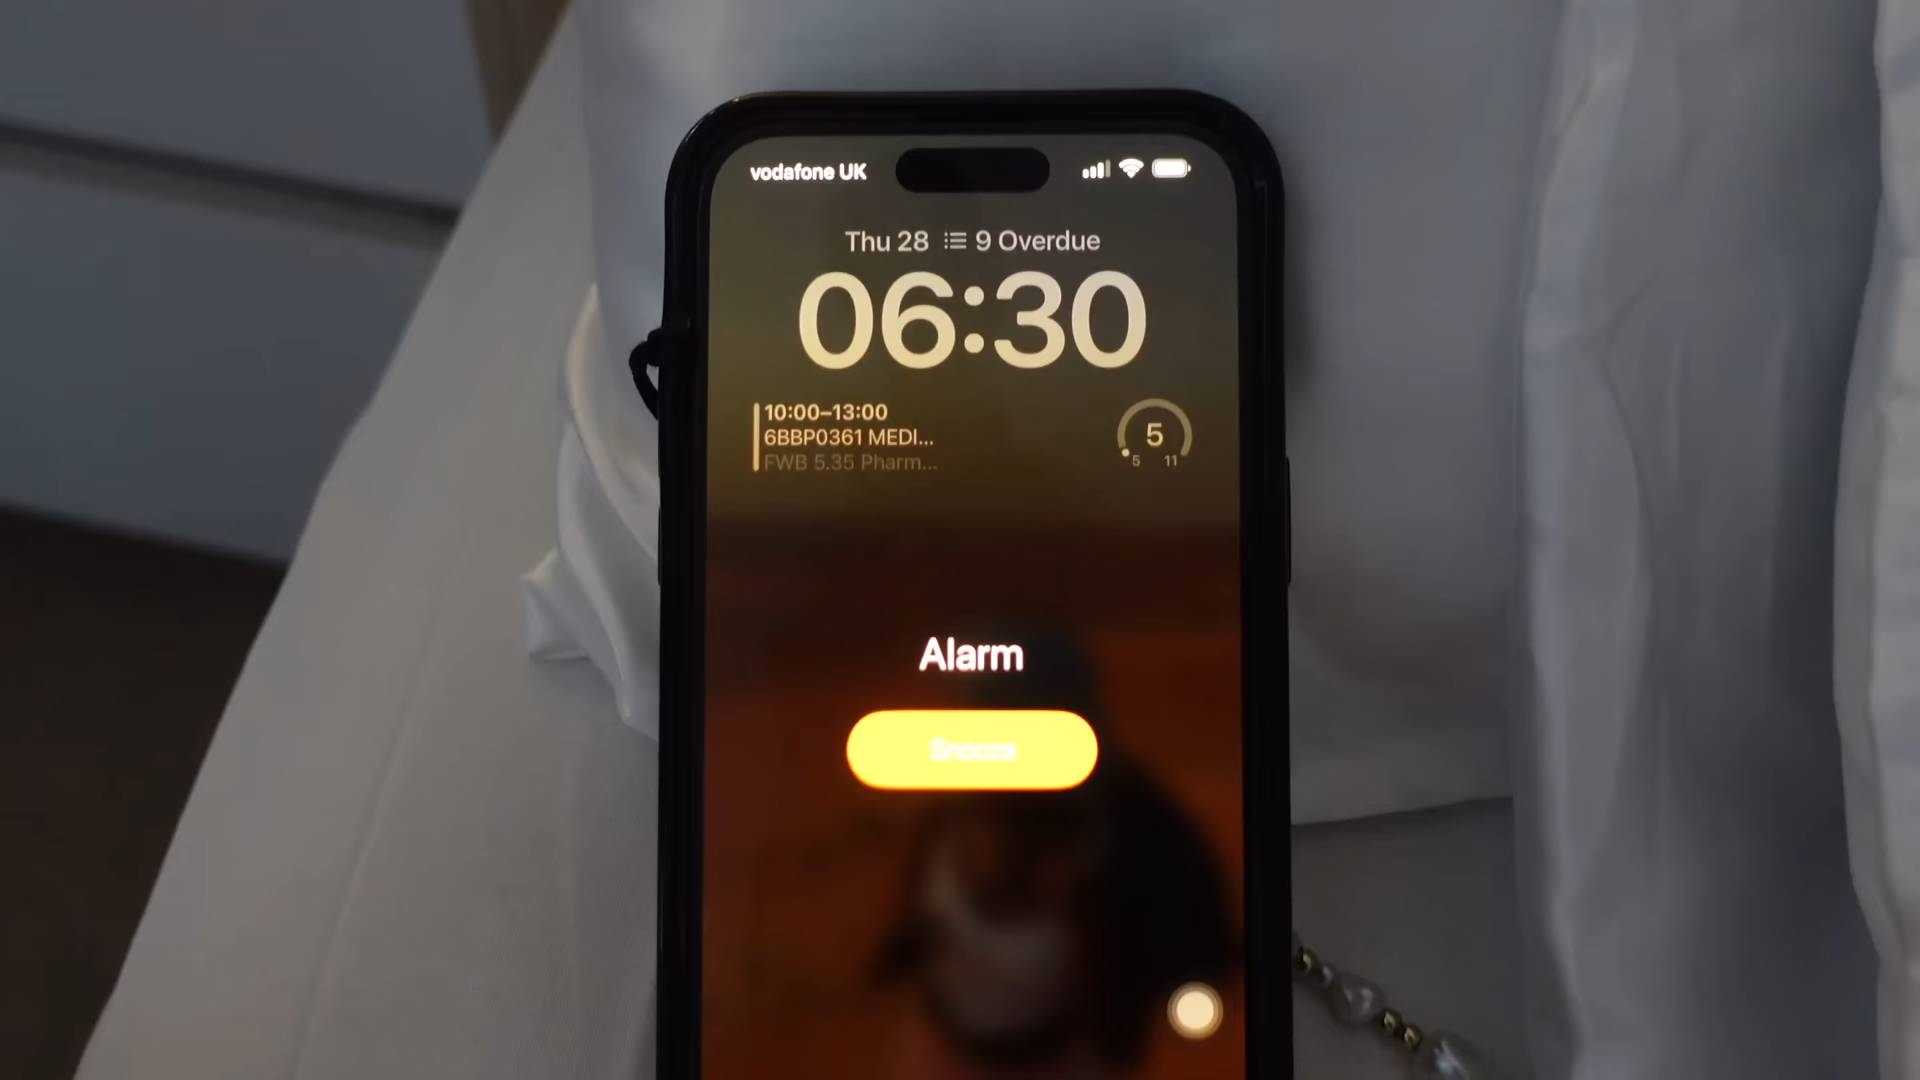 vodafone UK
Thu 28 9 Overdue
06:30
10:00–13:00
6BBP0361 MEDI...
FWB 5.35 Pharm...
5
5 11
Alarm
Snooze